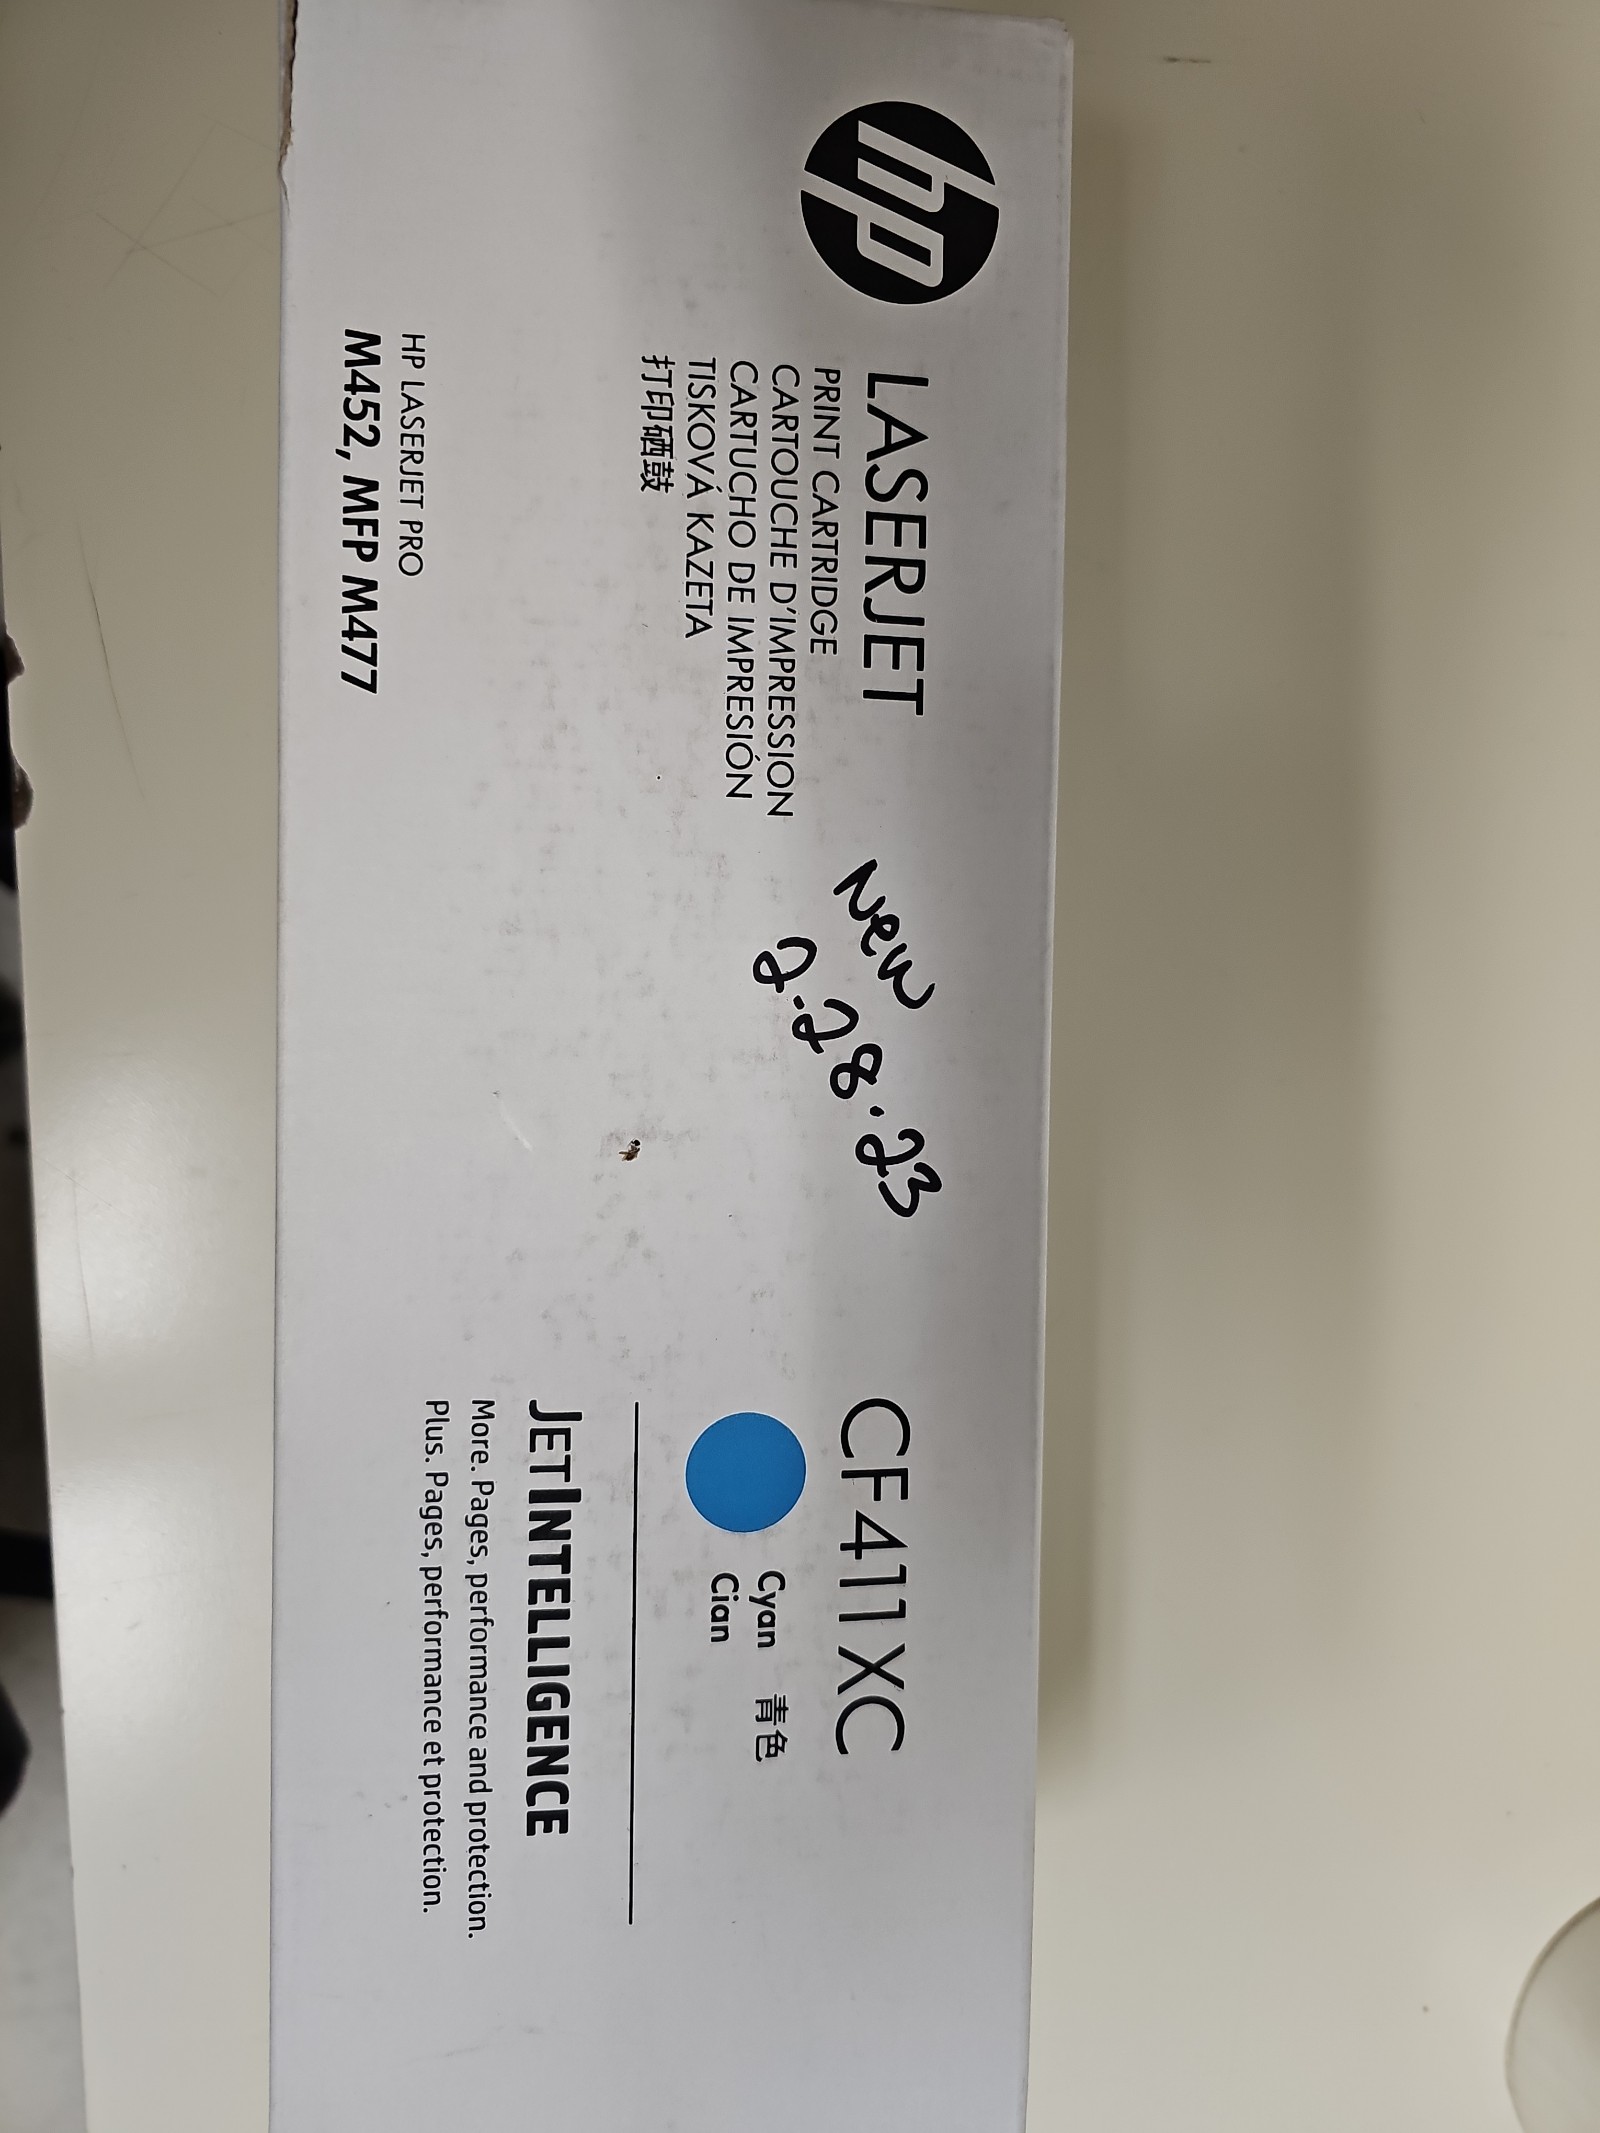 hp
LASERJET
PRINT CARTRIDGE
CARTOUCHE D'IMPRESSION
CARTUCHO DE IMPRESIÓN
TISKOVÁ KAZETA
打印硒鼓
HP LASERJET PRO
M452, MFP M477
New
2.28.23
CF411XC
Cyan 青色
Cian
JETINTELLIGENCE
More. Pages, performance and protection.
Plus. Pages, performance et protection.